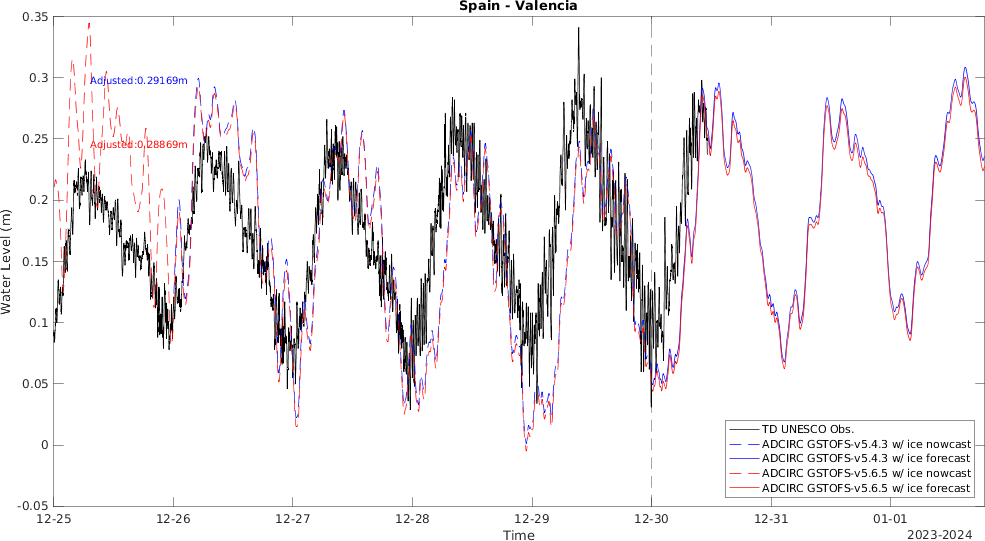 Spain - Valencia
0.35
0.3
0.25
0.2
0.15
0.1
0.05
0
-0.05
Water Level (m)
Adjusted:0.29169m
Adjusted:0.28869m
TD UNESCO Obs.
ADCIRC GSTOFS-v5.4.3 w/ ice nowcast
ADCIRC GSTOFS-v5.4.3 w/ ice forecast
ADCIRC GSTOFS-v5.6.5 w/ ice nowcast
ADCIRC GSTOFS-v5.6.5 w/ ice forecast
12-25 12-26 12-27 12-28 12-29 12-30 12-31 01-01
Time
2023-2024